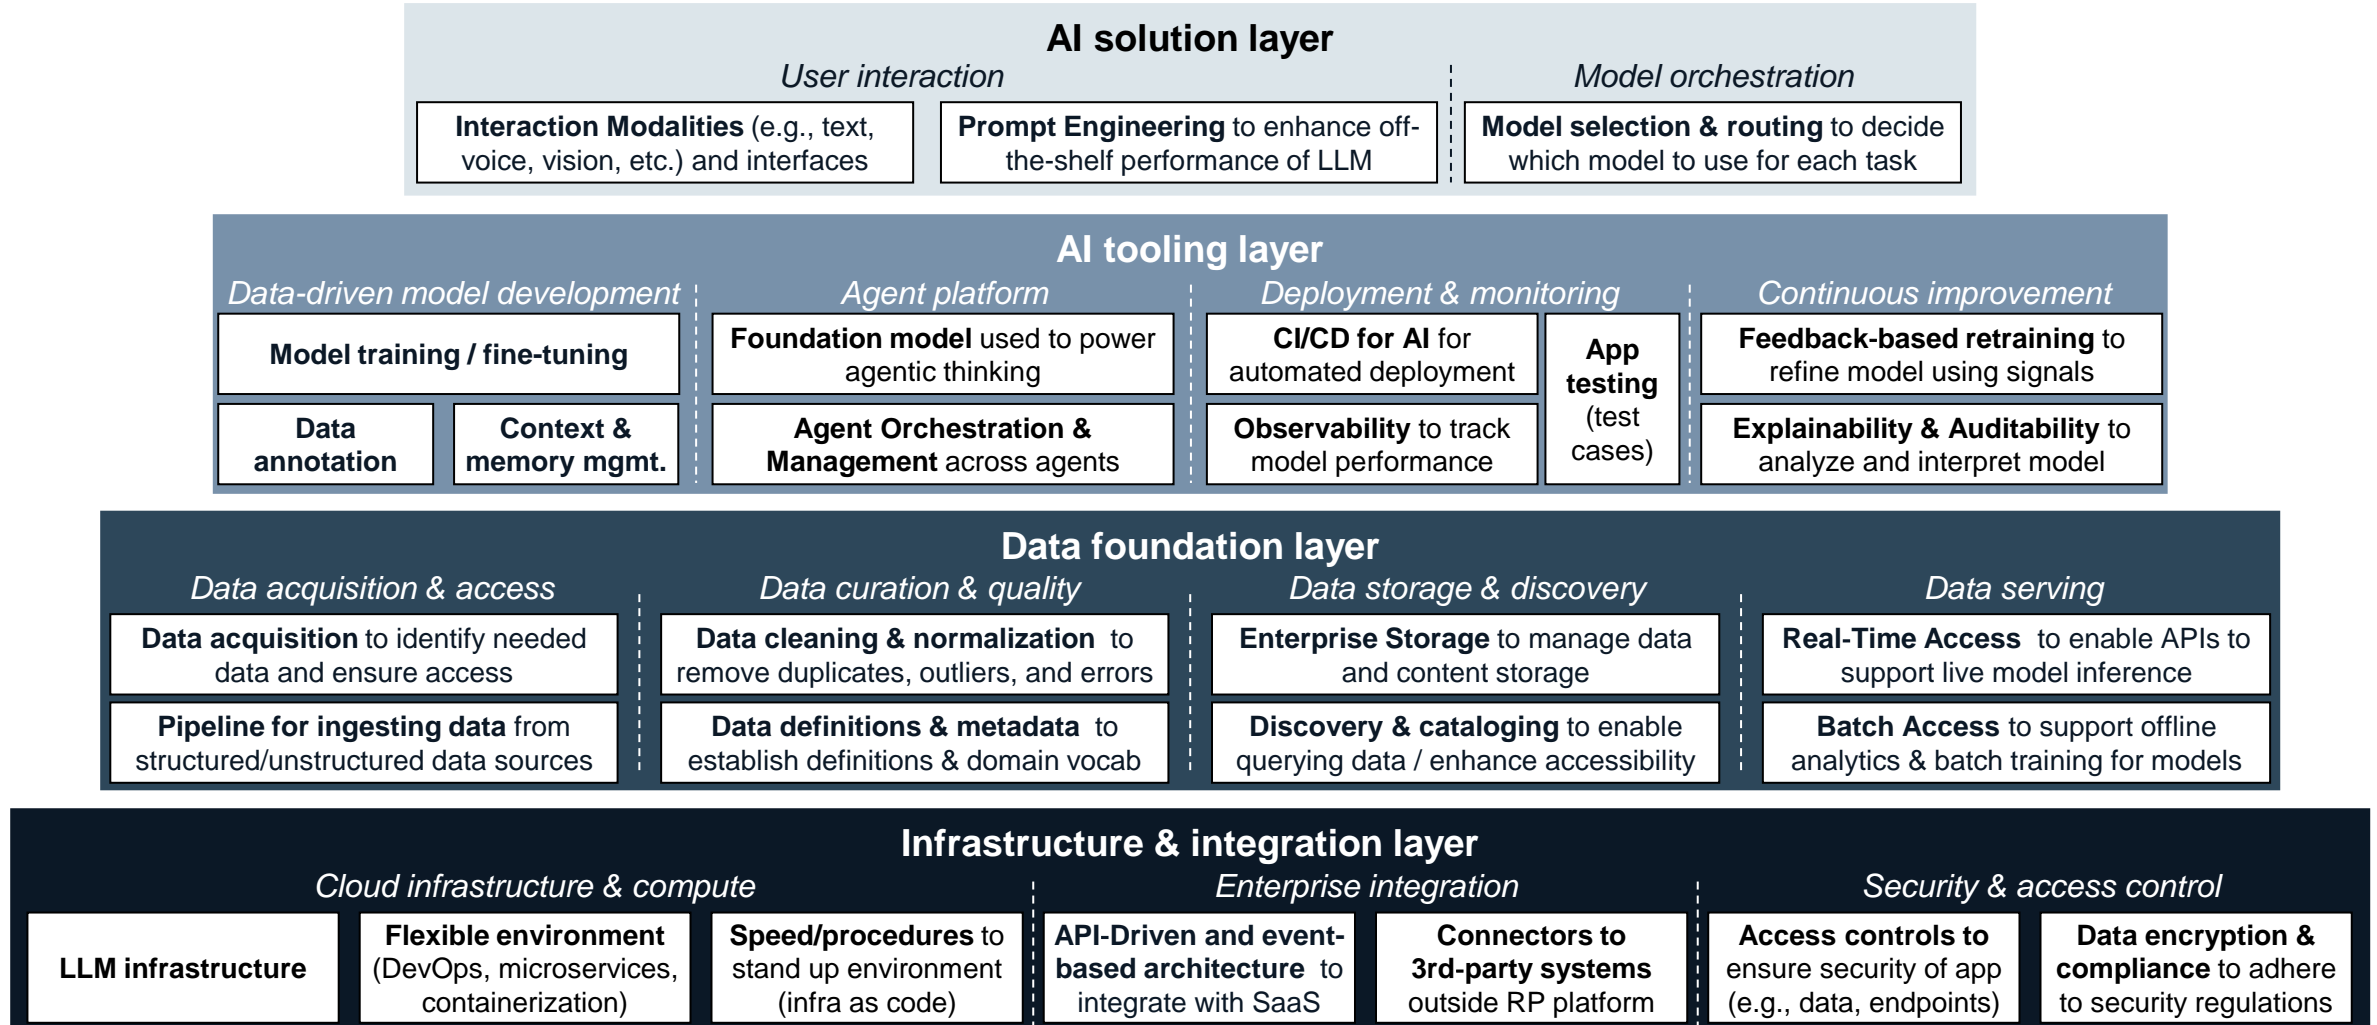 AI solution layer
User interaction
Model orchestration
Interaction Modalities (e.g., text,
voice, vision, etc.) and interfaces
Prompt Engineering to enhance off-
the-shelf performance of LLM
Model selection & routing to decide
which model to use for each task
AI tooling layer
Data-driven model development
Agent platform
Deployment & monitoring
Continuous improvement
Model training / fine-tuning
Data
annotation
Context &
memory mgmt.
Foundation model used to power
agentic thinking
Agent Orchestration &
Management across agents
CI/CD for AI for
automated deployment
Observability to track
model performance
App
testing
(test
cases)
Feedback-based retraining to
refine model using signals
Explainability & Auditability to
analyze and interpret model
Data foundation layer
Data acquisition & access
Data curation & quality
Data storage & discovery
Data serving
Data acquisition to identify needed
data and ensure access
Pipeline for ingesting data from
structured/unstructured data sources
Data cleaning & normalization to
remove duplicates, outliers, and errors
Data definitions & metadata to
establish definitions & domain vocab
Enterprise Storage to manage data
and content storage
Discovery & cataloging to enable
querying data / enhance accessibility
Real-Time Access to enable APIs to
support live model inference
Batch Access to support offline
analytics & batch training for models
Infrastructure & integration layer
Cloud infrastructure & compute
Enterprise integration
Security & access control
LLM infrastructure
Flexible environment
(DevOps, microservices,
containerization)
Speed/procedures to
stand up environment
(infra as code)
API-Driven and event-
based architecture to
integrate with SaaS
Connectors to
3rd-party systems
outside RP platform
Access controls to
ensure security of app
(e.g., data, endpoints)
Data encryption &
compliance to adhere
to security regulations